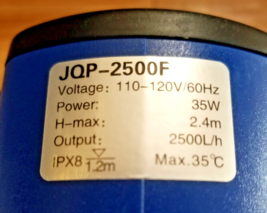 JQP-2500F
Voltage: 110-120V/60Hz
Power: 35W
H-max: 2.4m
Output: 2500L/h
IPX8 1.2m Max.35℃